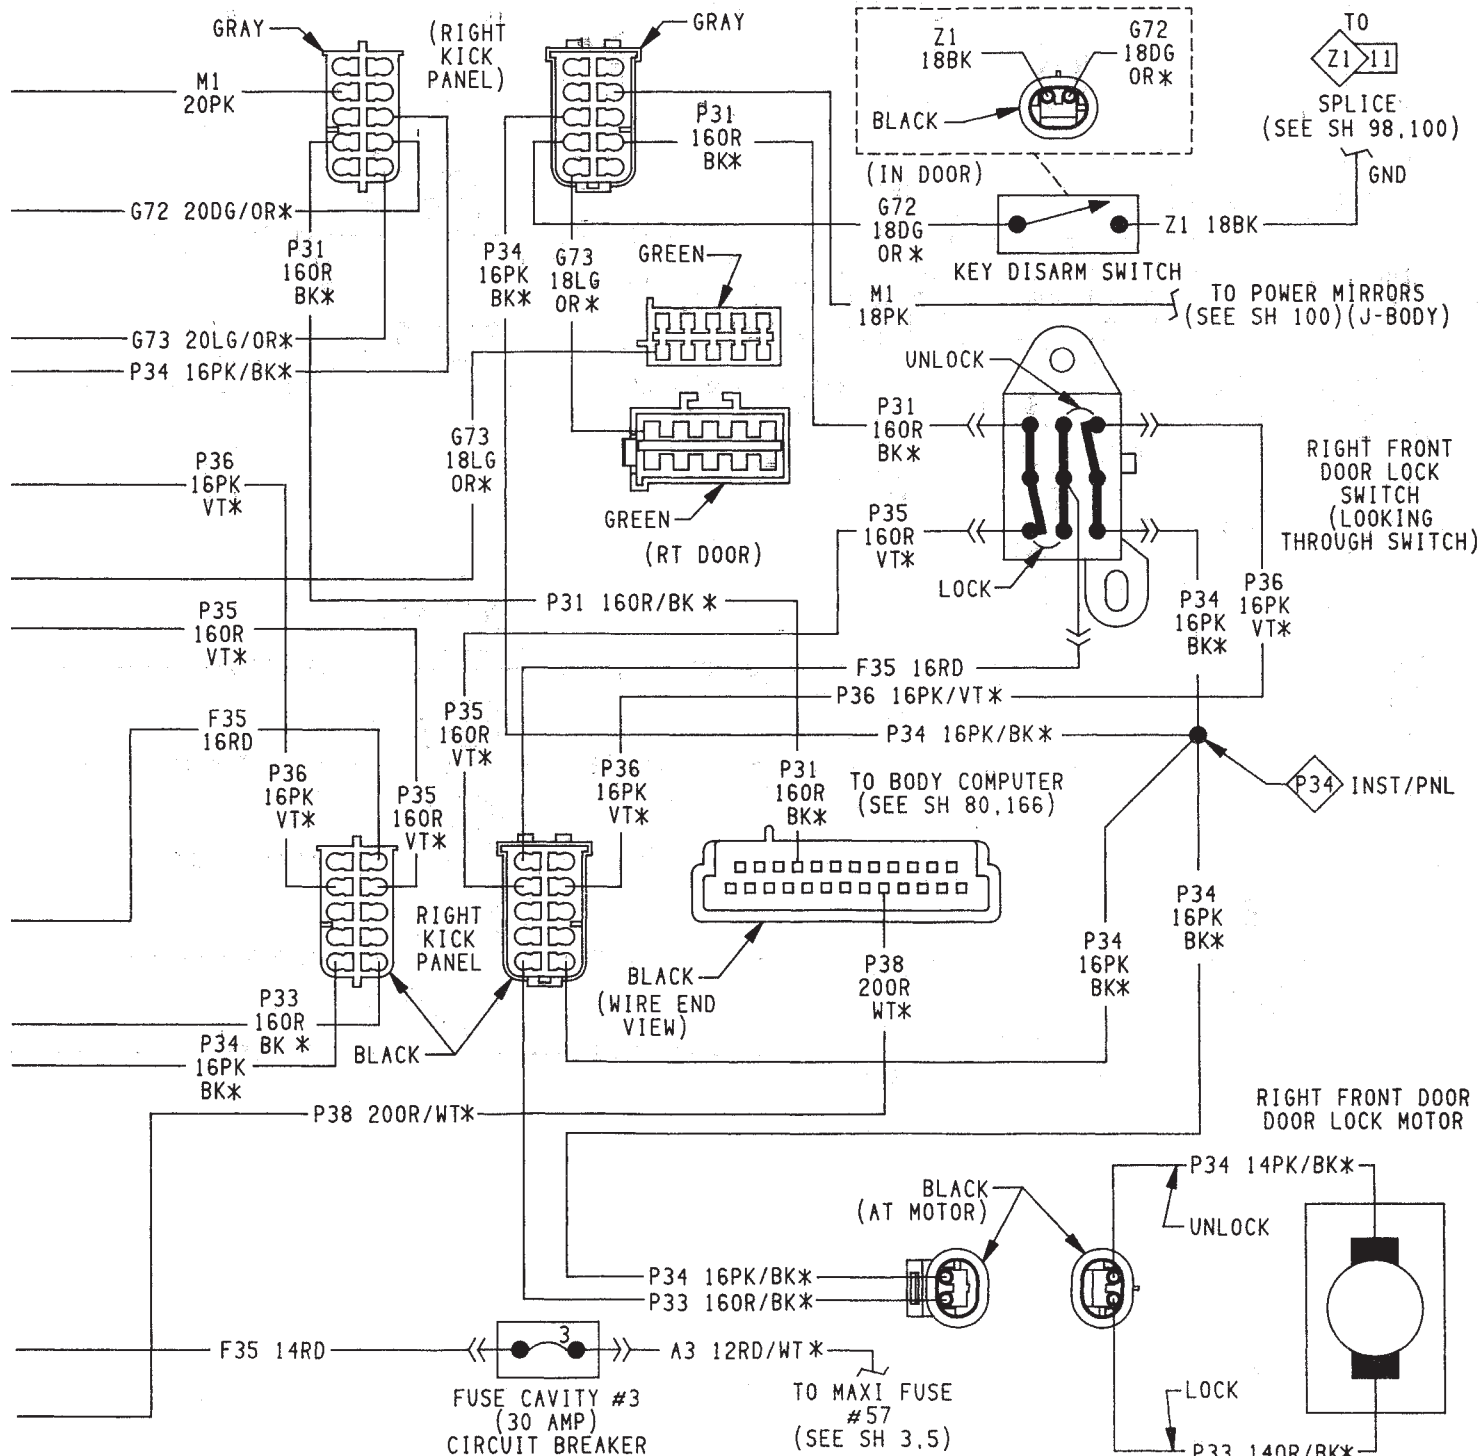 GRAY
(RIGHT
KICK
PANEL)
GRAY
M1
20PK
P31
16OR
BK*
Z1
18BK
G72
18DG
OR*
BLACK
(IN DOOR)
TO
Z1 11
SPLICE
(SEE SH 98,100)
GND
G72 20DG/OR*
P31
16OR
BK*
P34
16PK
BK*
G73
18LG
OR*
GREEN
G72
18DG
OR*
Z1 18BK
KEY DISARM SWITCH
M1
18PK
TO POWER MIRRORS
(SEE SH 100)(J-BODY)
G73 20LG/OR*
P34 16PK/BK*
UNLOCK
P31
16OR
BK*
G73
18LG
OR*
P36
16PK
VT*
GREEN
(RT DOOR)
P35
16OR
VT*
LOCK
RIGHT FRONT
DOOR LOCK
SWITCH
(LOOKING
THROUGH SWITCH)
P31 16OR/BK *
P35
16OR
VT*
P34
16PK
BK*
P36
16PK
VT*
F35 16RD
P36 16PK/VT*
P34 16PK/BK*
F35
16RD
P35
16OR
VT*
P36
16PK
VT*
P35
16OR
VT*
P36
16PK
VT*
P31
16OR
BK*
TO BODY COMPUTER
(SEE SH 80,166)
P34 INST/PNL
RIGHT
KICK
PANEL
BLACK
(WIRE END
VIEW)
P38
20OR
WT*
P34
16PK
BK*
P34
16PK
BK*
P33
16OR
BK *
P34
16PK
BK*
BLACK
P38 20OR/WT*
RIGHT FRONT DOOR
DOOR LOCK MOTOR
P34 14PK/BK*
UNLOCK
BLACK
(AT MOTOR)
P34 16PK/BK*
P33 16OR/BK*
F35 14RD
3
A3 12RD/WT*
FUSE CAVITY #3
(30 AMP)
CIRCUIT BREAKER
TO MAXI FUSE
#57
(SEE SH 3,5)
LOCK
P33 14OR/BK*